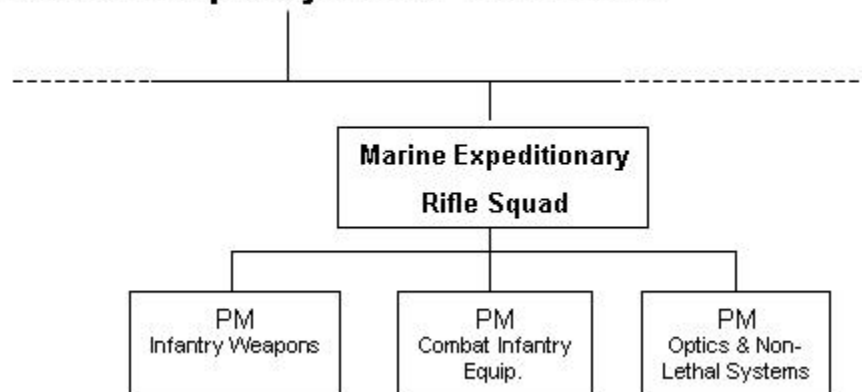 Marine Expeditionary
Rifle Squad
PM
Infantry Weapons
PM
Combat Infantry
Equip.
PM
Optics & Non-
Lethal Systems